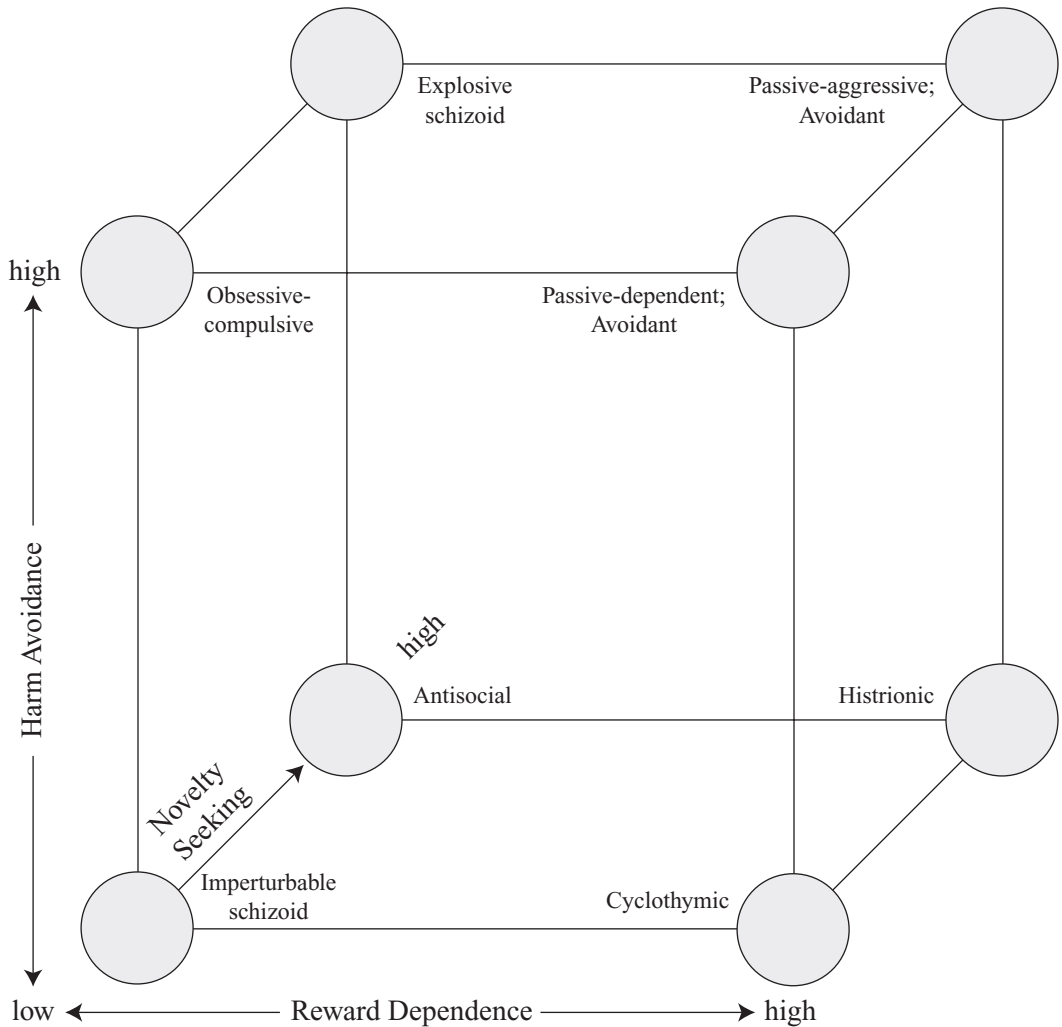 Explosive
schizoid
Passive-aggressive;
Avoidant
high
Obsessive-
compulsive
Passive-dependent;
Avoidant
Harm Avoidance
high
Antisocial
Histrionic
Novelty
Seeking
Imperturbable
schizoid
Cyclothymic
low
Reward Dependence
high